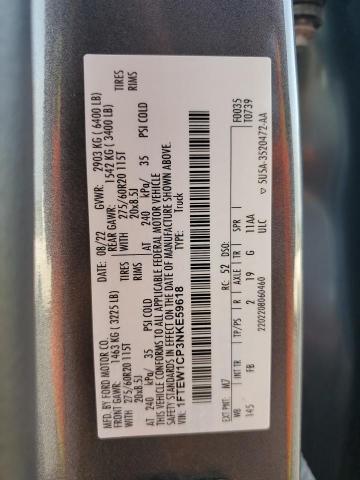 MFD. BY FORD MOTOR CO.
DATE: 08/22 GVWR: 2903 KG ( 6400 LB)
FRONT GAWR: 1463 KG ( 3225 LB) REAR GAWR: 1542 KG ( 3400 LB)
WITH 275/60R20 115T WITH 275/60R20 115T TIRES
20x8.5J 20x8.5J RIMS
AT 240 kPa/ 35 PSI COLD AT 240 kPa/ 35 PSI COLD
THIS VEHICLE CONFORMS TO ALL APPLICABLE FEDERAL MOTOR VEHICLE
SAFETY STANDARDS IN EFFECT ON THE DATE OF MANUFACTURE SHOWN ABOVE.
VIN: 1FTEW1CP3NKE59618 TYPE: Truck
F0035
T0739
EXT PNT: M7 RC: 52 DSO:
WB INT TR TP/PS R AXLE TR SPR
145 FB 2 19 G 11AA ULC
2202208060460 5U5A-3520472-AA